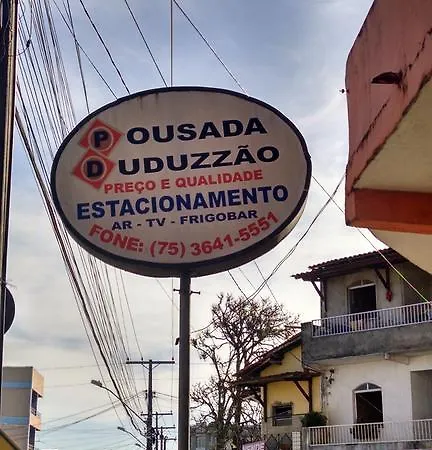 POUSADA
DUDUZZÃO
PREÇO E QUALIDADE
ESTACIONAMENTO
AR - TV - FRIGOBAR
FONE: (75) 3641-5551